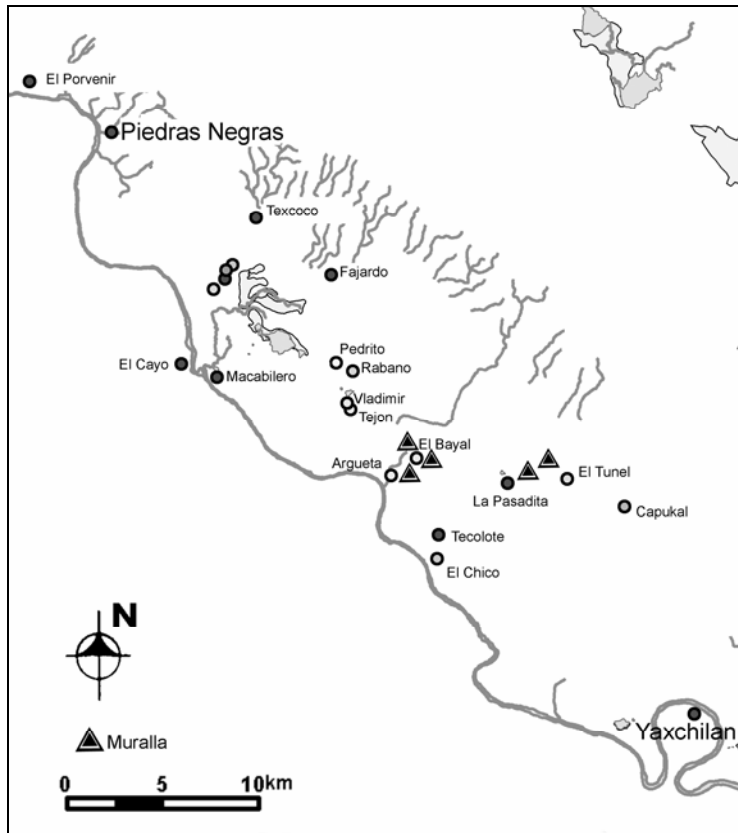 El Porvenir
Piedras Negras
Texcoco
Fajardo
Pedrito
El Cayo
Rabano
Macabilero
Vladimir
Tejon
El Bayal
Argueta
El Tunel
La Pasadita
Capukal
Tecolote
El Chico
N
Yaxchilan
Muralla
0 5 10km